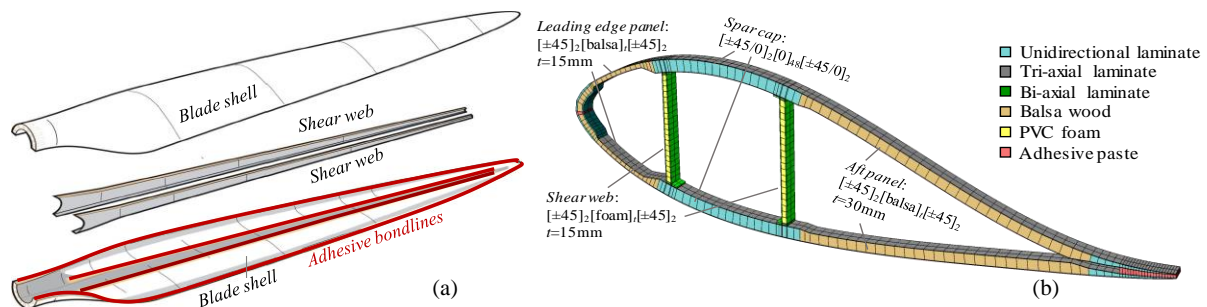 Blade shell
Shear web
Shear web
Adhesive bondlines
Blade shell
(a)
Leading edge panel:
[±45]₂[balsa]ₜ[±45]₂
t=15mm
Spar cap:
[±45/0]₂[0]₄₈[±45/0]₂
Shear web:
[±45]₂[foam]ₜ[±45]₂
t=15mm
Aft panel:
[±45]₂[balsa]ₜ[±45]₂
t=30mm
Unidirectional laminate
Tri-axial laminate
Bi-axial laminate
Balsa wood
PVC foam
Adhesive paste
(b)